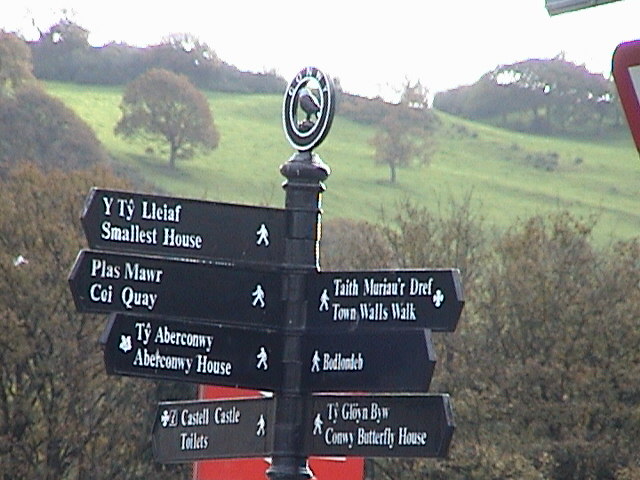 CONWY
Y Tŷ Lleiaf
Smallest House
Plas Mawr
Coi Quay
Tŷ Aberconwy
Aberconwy House
Castell Castle
Toilets
Taith Muriau'r Dref
Town Walls Walk
Bodlondeb
Tŷ Glöyn Byw
Conwy Butterfly House